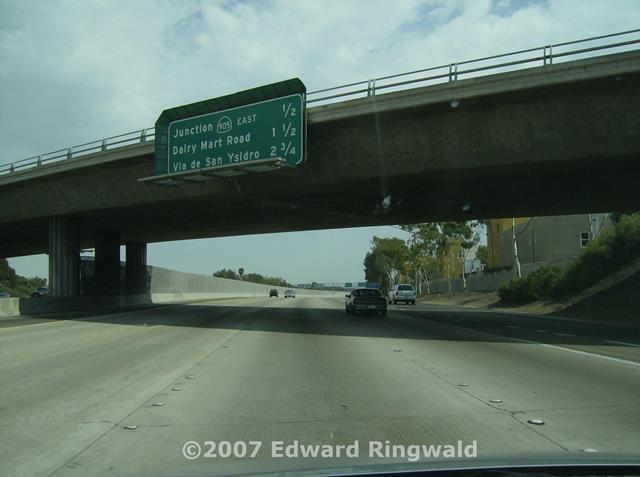 Junction 905 EAST 1/2
Dairy Mart Road 1 1/2
Via de San Ysidro 2 3/4
©2007 Edward Ringwald